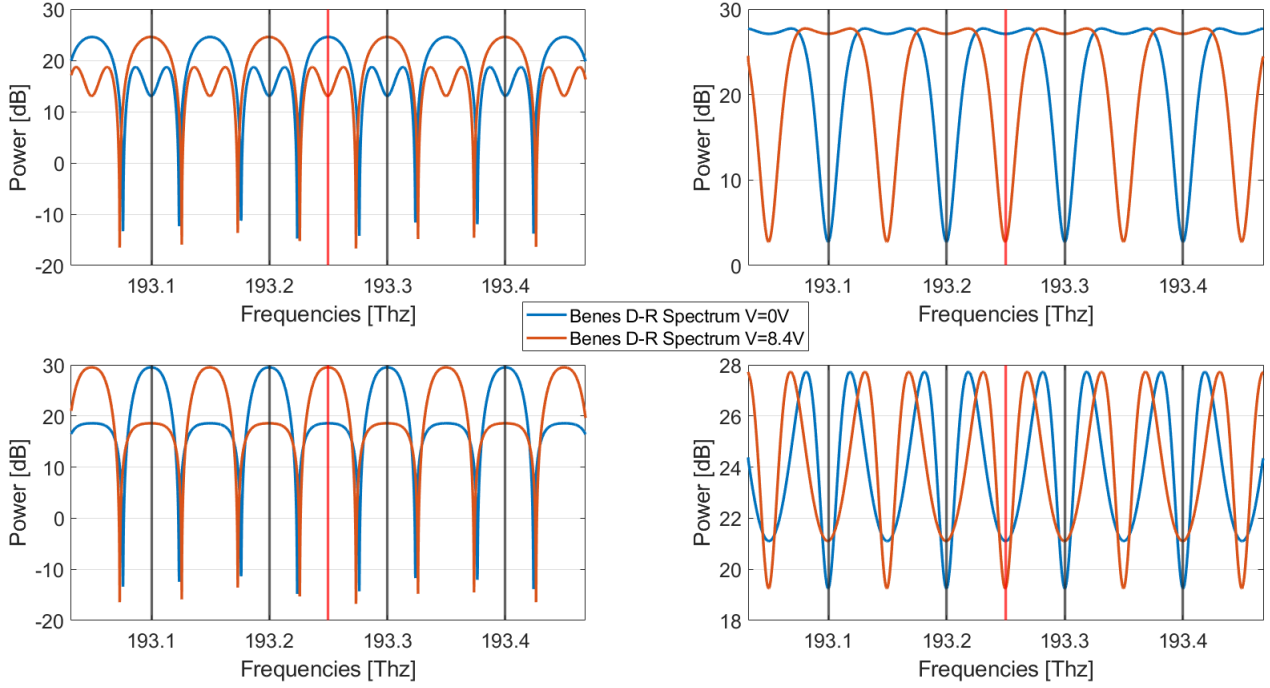 30
20
10
0
-10
-20
Power [dB]
193.1 193.2 193.3 193.4
Frequencies [Thz]
30
20
10
0
Power [dB]
193.1 193.2 193.3 193.4
Frequencies [Thz]
Benes D-R Spectrum V=0V
Benes D-R Spectrum V=8.4V
30
20
10
0
-10
-20
Power [dB]
193.1 193.2 193.3 193.4
Frequencies [Thz]
28
26
24
22
20
18
Power [dB]
193.1 193.2 193.3 193.4
Frequencies [Thz]